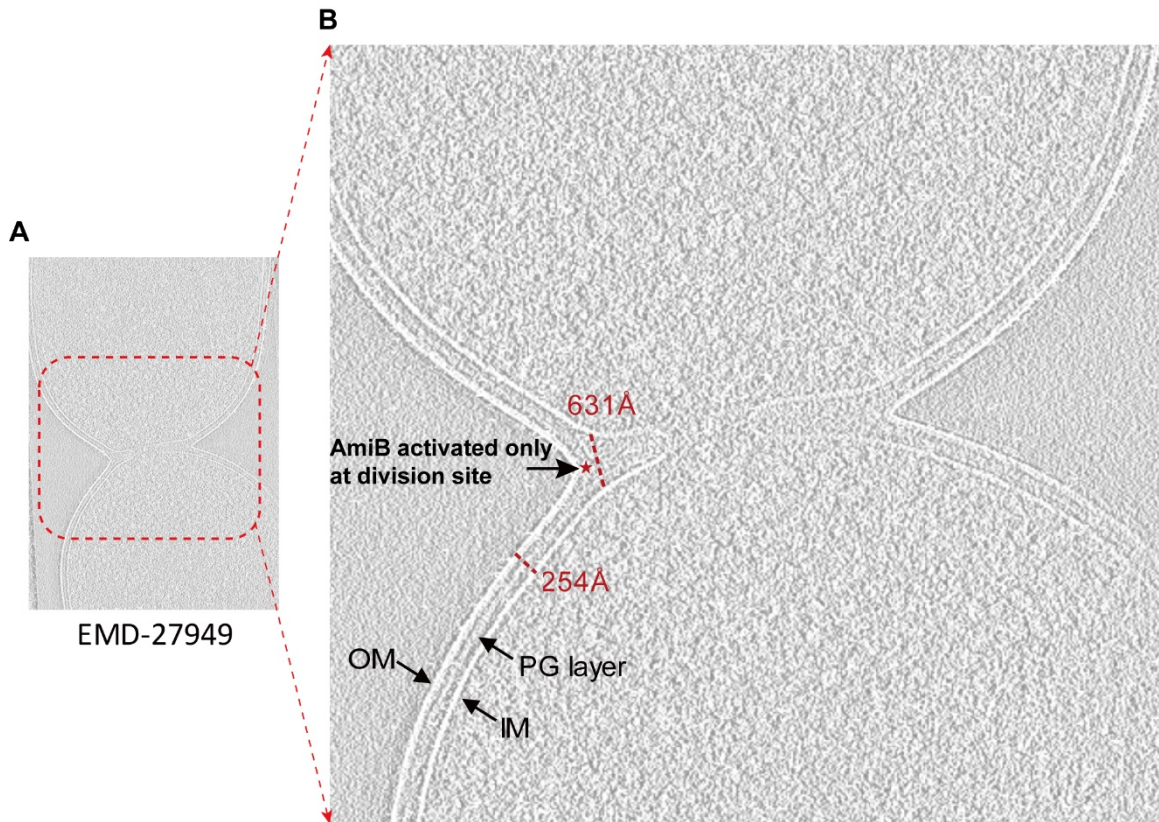 B
A
631Å
AmiB activated only
at division site
254Å
PG layer
OM
IM
EMD-27949